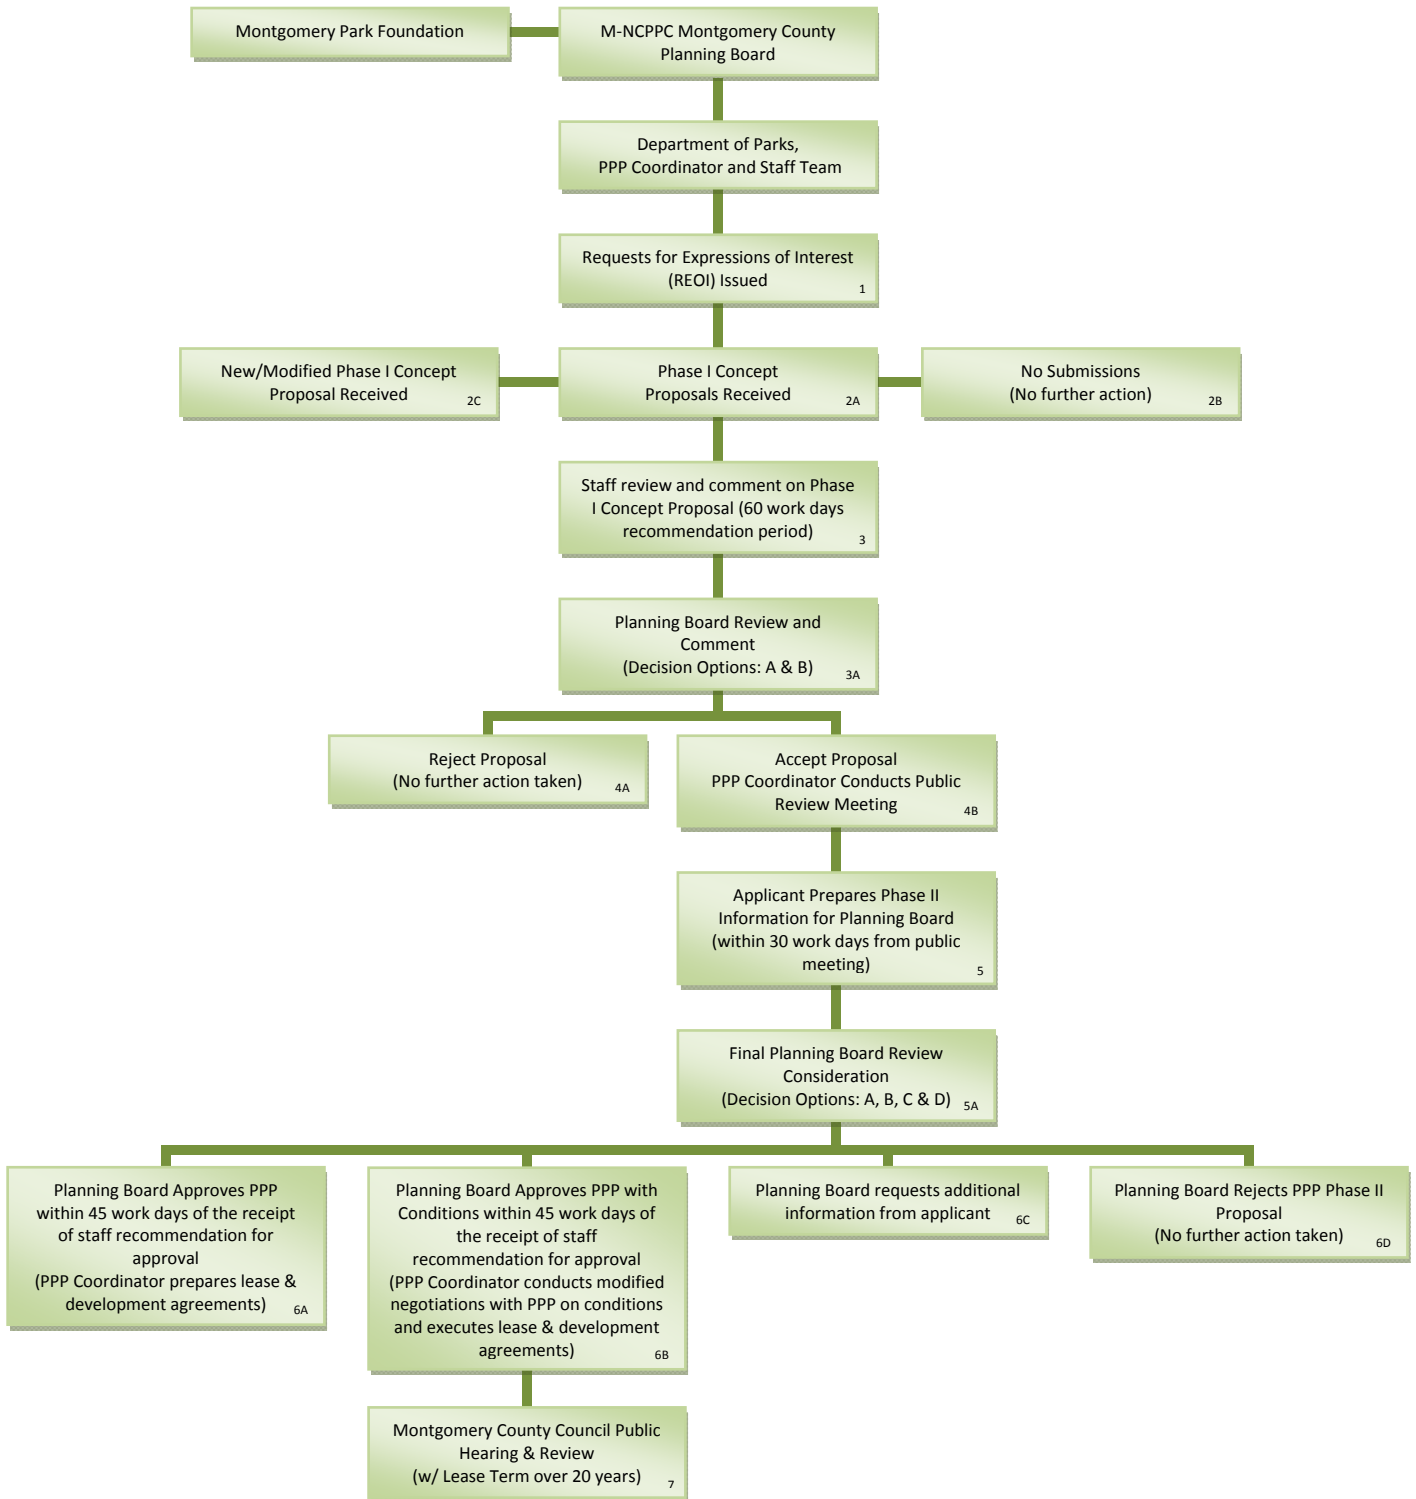 Montgomery Park Foundation
M-NCPPC Montgomery County
Planning Board
Department of Parks,
PPP Coordinator and Staff Team
Requests for Expressions of Interest
(REOI) Issued
1
New/Modified Phase I Concept
Proposal Received
2C
Phase I Concept
Proposals Received
2A
No Submissions
(No further action)
2B
Staff review and comment on Phase
I Concept Proposal (60 work days
recommendation period)
3
Planning Board Review and
Comment
(Decision Options: A & B)
3A
Reject Proposal
(No further action taken)
4A
Accept Proposal
PPP Coordinator Conducts Public
Review Meeting
4B
Applicant Prepares Phase II
Information for Planning Board
(within 30 work days from public
meeting)
5
Final Planning Board Review
Consideration
(Decision Options: A, B, C & D)
5A
Planning Board Approves PPP
within 45 work days of the receipt
of staff recommendation for
approval
(PPP Coordinator prepares lease &
development agreements)
6A
Planning Board Approves PPP with
Conditions within 45 work days of
the receipt of staff
recommendation for approval
(PPP Coordinator conducts modified
negotiations with PPP on conditions
and executes lease & development
agreements)
6B
Planning Board requests additional
information from applicant
6C
Planning Board Rejects PPP Phase II
Proposal
(No further action taken)
6D
Montgomery County Council Public
Hearing & Review
(w/ Lease Term over 20 years)
7